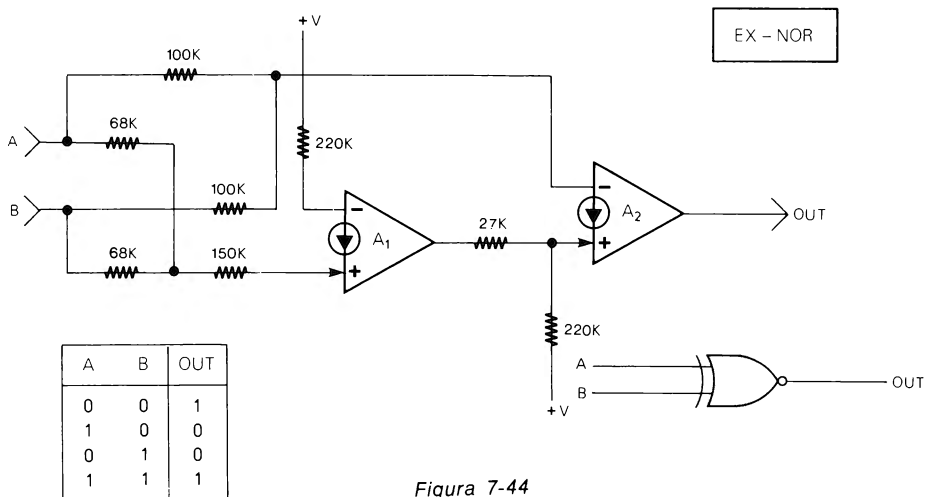 + V
EX – NOR
100K
68K
A
220K
100K
B
–
–
A₁
A₂
OUT
27K
+
68K
150K
+
220K
A
B
OUT
+ V
A B OUT
0 0 1
1 0 0
0 1 0
1 1 1
Figura 7-44